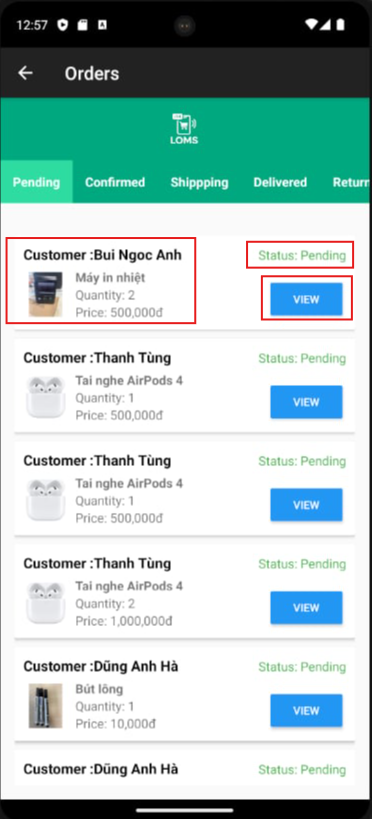 12:57
Orders
LOMS
Pending Confirmed Shippping Delivered Return
Customer :Bui Ngoc Anh Status: Pending
Máy in nhiệt
Quantity: 2
VIEW
Price: 500,000đ
Customer :Thanh Tùng Status: Pending
Tai nghe AirPods 4
Quantity: 1
VIEW
Price: 500,000đ
Customer :Thanh Tùng Status: Pending
Tai nghe AirPods 4
Quantity: 1
VIEW
Price: 500,000đ
Customer :Thanh Tùng Status: Pending
Tai nghe AirPods 4
Quantity: 2
VIEW
Price: 1,000,000đ
Customer :Dũng Anh Hà Status: Pending
Bút lông
Quantity: 1
VIEW
Price: 10,000đ
Customer :Dũng Anh Hà Status: Pending